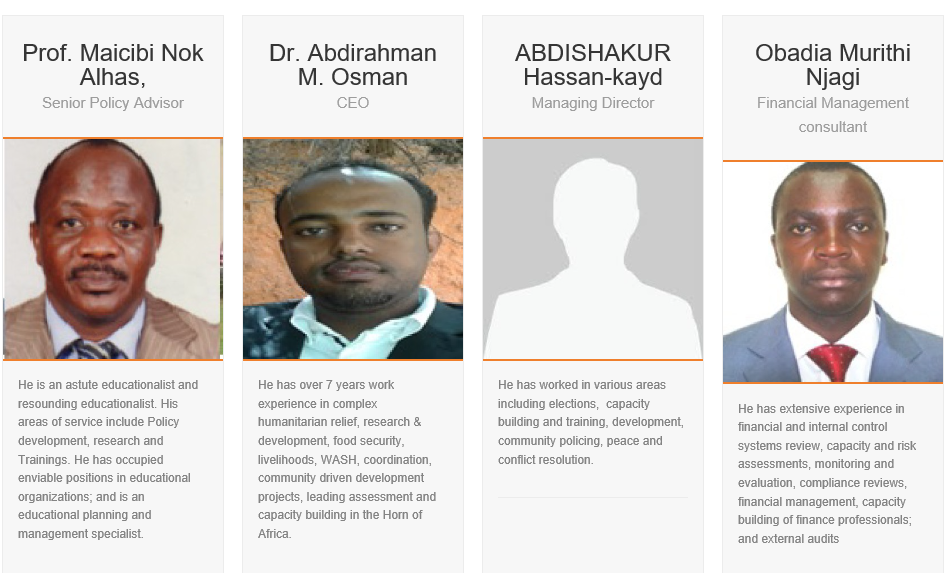 Prof. Maicibi Nok
Alhas,
Senior Policy Advisor
He is an astute educationalist and
resounding educationalist. His
areas of service include Policy
development, research and
Trainings. He has occupied
enviable positions in educational
organizations; and is an
educational planning and
management specialist.
Dr. Abdirahman
M. Osman
CEO
He has over 7 years work
experience in complex
humanitarian relief, research &
development, food security,
livelihoods, WASH, coordination,
community driven development
projects, leading assessment and
capacity building in the Horn of
Africa.
ABDISHAKUR
Hassan-kayd
Managing Director
He has worked in various areas
including elections,  capacity
building and training, development,
community policing, peace and
conflict resolution.
Obadia Murithi
Njagi
Financial Management
consultant
He has extensive experience in
financial and internal control
systems review, capacity and risk
assessments, monitoring and
evaluation, compliance reviews,
financial management, capacity
building of finance professionals;
and external audits